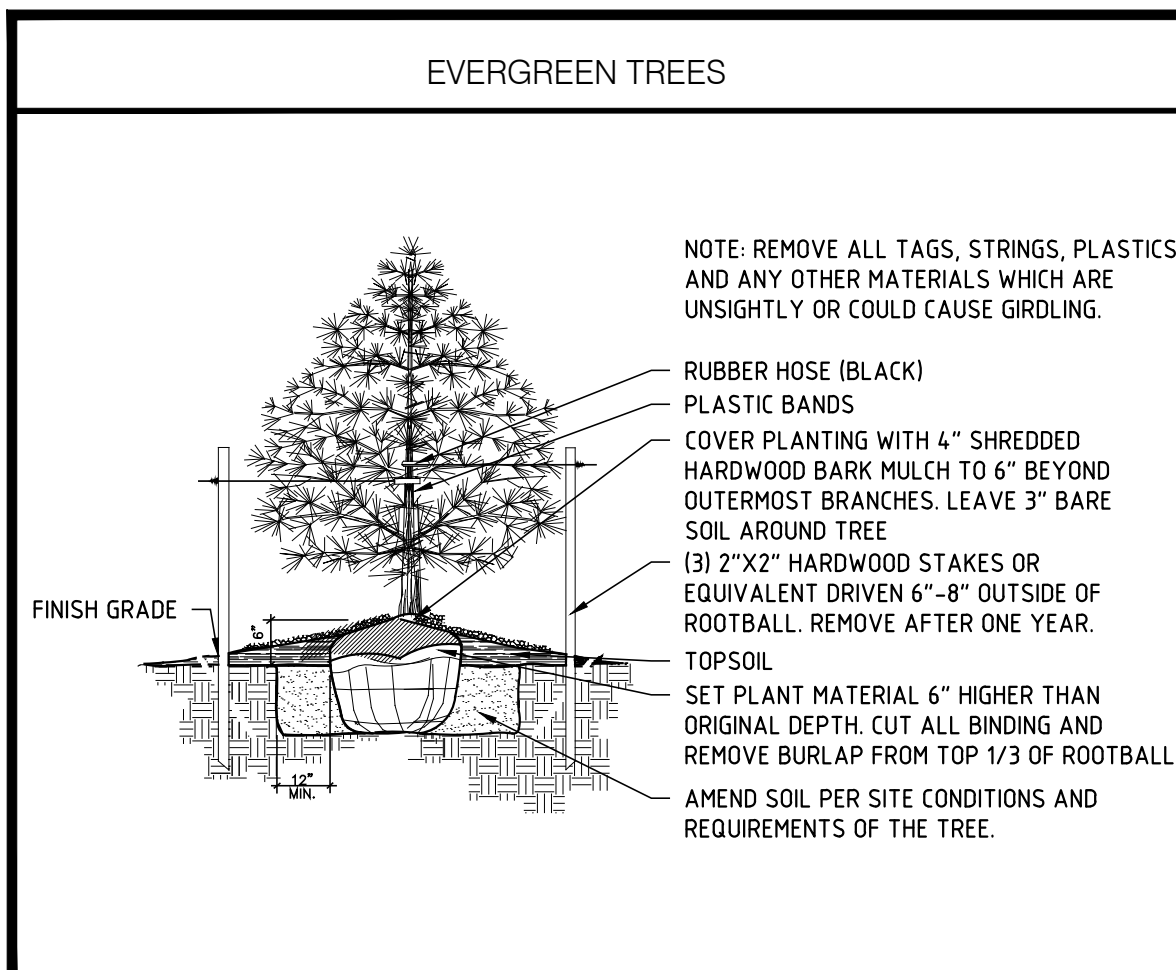 EVERGREEN TREES
NOTE: REMOVE ALL TAGS, STRINGS, PLASTICS
AND ANY OTHER MATERIALS WHICH ARE
UNSIGHTLY OR COULD CAUSE GIRDLING.
RUBBER HOSE (BLACK)
PLASTIC BANDS
COVER PLANTING WITH 4" SHREDDED
HARDWOOD BARK MULCH TO 6" BEYOND
OUTERMOST BRANCHES. LEAVE 3" BARE
SOIL AROUND TREE
(3) 2"X2" HARDWOOD STAKES OR
EQUIVALENT DRIVEN 6"-8" OUTSIDE OF
ROOTBALL. REMOVE AFTER ONE YEAR.
FINISH GRADE
6"
TOPSOIL
SET PLANT MATERIAL 6" HIGHER THAN
ORIGINAL DEPTH. CUT ALL BINDING AND
REMOVE BURLAP FROM TOP 1/3 OF ROOTBALL
12"
MIN.
AMEND SOIL PER SITE CONDITIONS AND
REQUIREMENTS OF THE TREE.